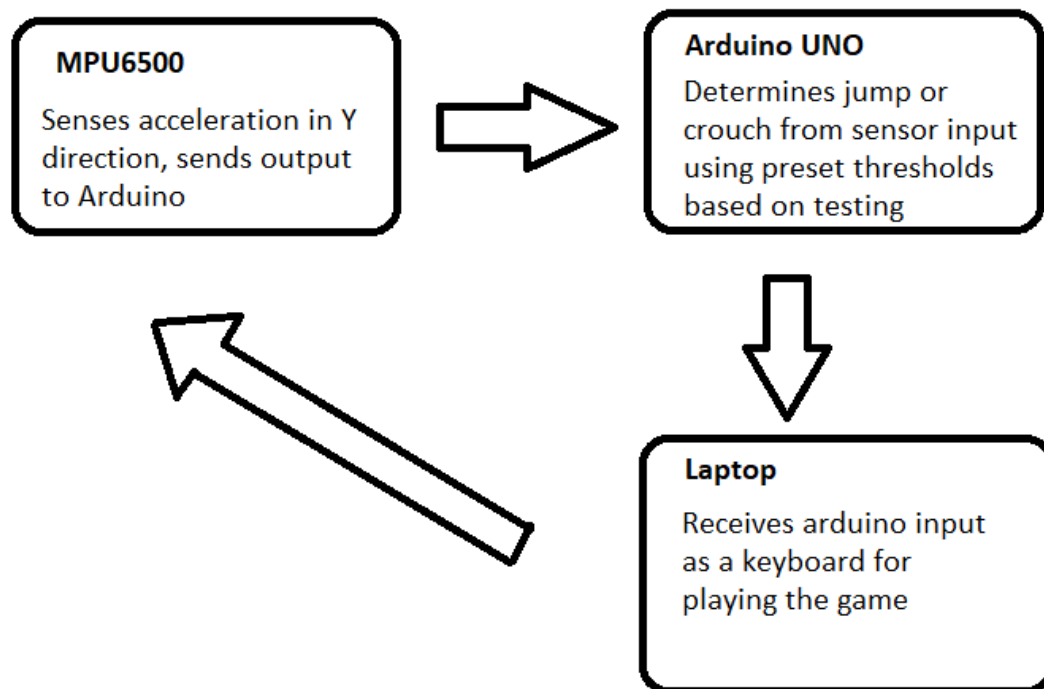 MPU6500
Senses acceleration in Y
direction, sends output
to Arduino
Arduino UNO
Determines jump or
crouch from sensor input
using preset thresholds
based on testing
Laptop
Receives arduino input
as a keyboard for
playing the game